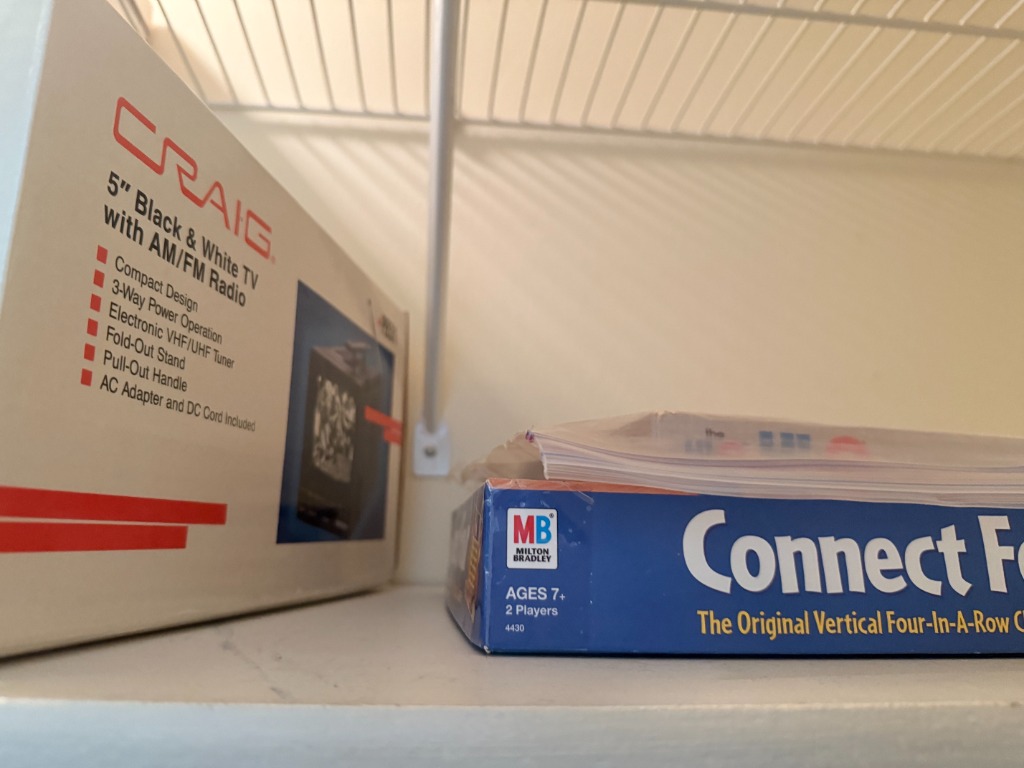 CRAIG
5" Black & White TV
with AM/FM Radio
Compact Design
3-Way Power Operation
Electronic VHF/UHF Tuner
Fold-Out Stand
Pull-Out Handle
AC Adapter and DC Cord Included
the
MB®
MILTON
BRADLEY
AGES 7+
2 Players
4430
Connect Fo
The Original Vertical Four-In-A-Row C